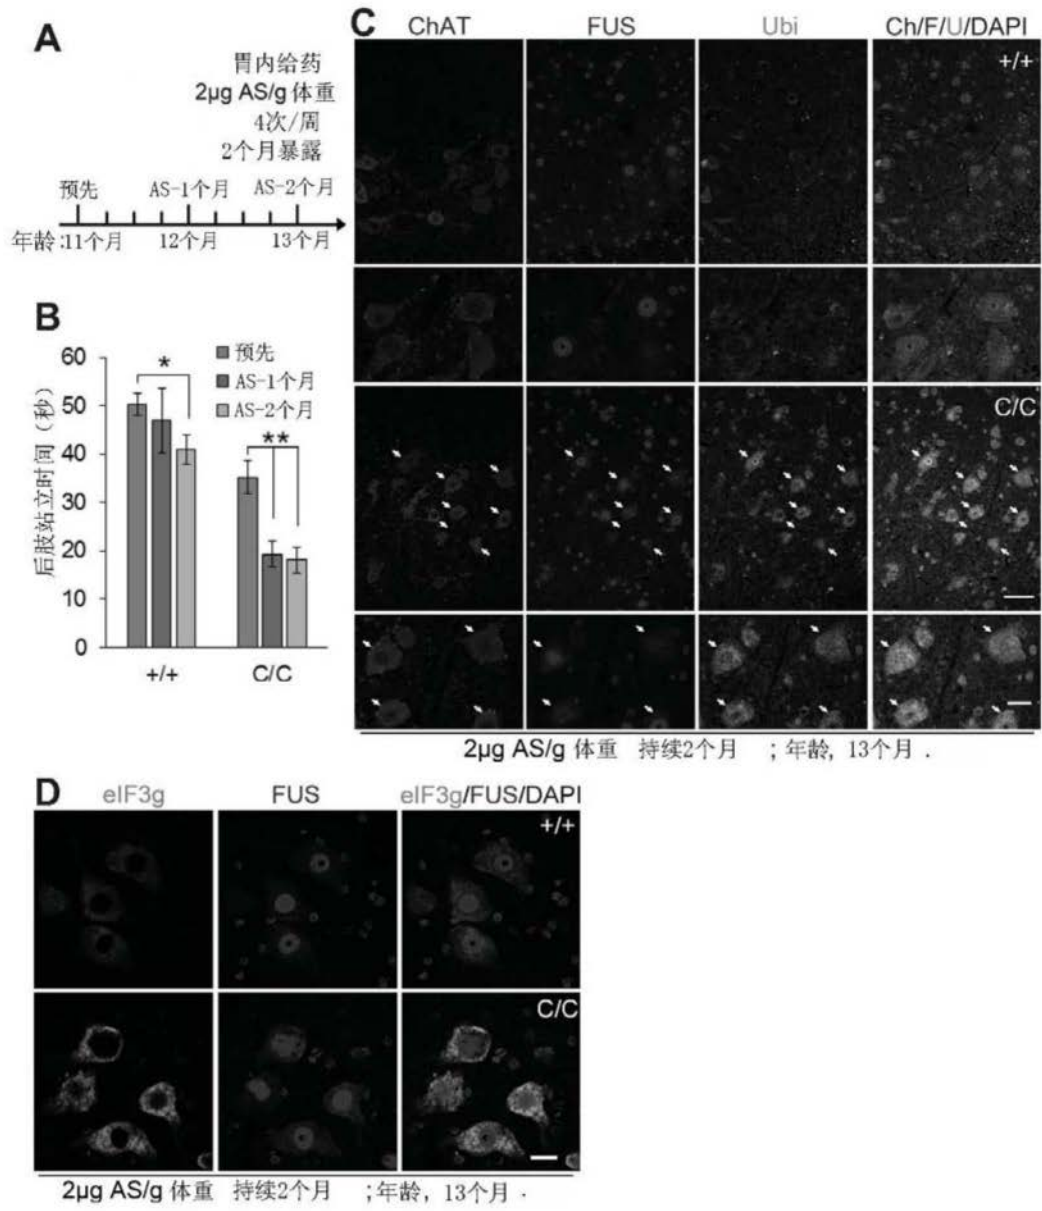 A
胃内给药
2µg AS/g 体重
4次/周
2个月暴露
预先 AS-1个月 AS-2个月
年龄:11个月 12个月 13个月
B
后肢站立时间(秒)
60
50
40
30
20
10
0
* **
预先
AS-1个月
AS-2个月
+/+ C/C
C
ChAT FUS Ubi Ch/F/U/DAPI
+/+
C/C
2µg AS/g 体重 持续2个月 ;年龄, 13个月 .
D
eIF3g FUS eIF3g/FUS/DAPI
+/+
C/C
2µg AS/g 体重 持续2个月 ;年龄, 13个月 .